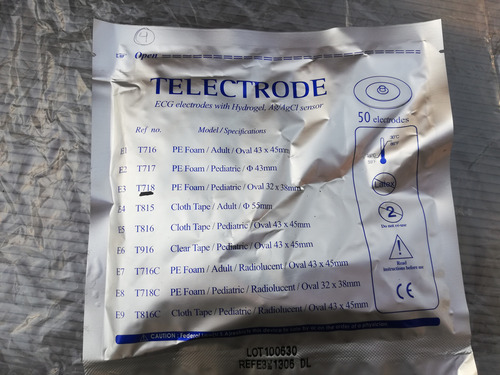 4
Open
TELECTRODE
ECG electrodes with Hydrogel, Ag/AgCl sensor
50 electrodes
Ref no. Model / Specifications
E1 T716 PE Foam / Adult / Oval 43 x 45mm
E2 T717 PE Foam / Pediatric / Φ 43mm
E3 T718 PE Foam / Pediatric / Oval 32 x 38mm
E4 T815 Cloth Tape / Adult / Φ 55mm
E5 T816 Cloth Tape / Pediatric / Oval 43 x 45mm
E6 T916 Clear Tape / Pediatric / Oval 43 x 45mm
E7 T716C PE Foam / Adult / Radiolucent / Oval 43 x 45mm
E8 T718C PE Foam / Pediatric / Radiolucent / Oval 32 x 38mm
E9 T816C Cloth Tape / Pediatric / Radiolucent / Oval 43 x 45mm
30°C
Latex
2
Do not re-use
Read
instructions before use
CE
CAUTION Federal
LOT100630